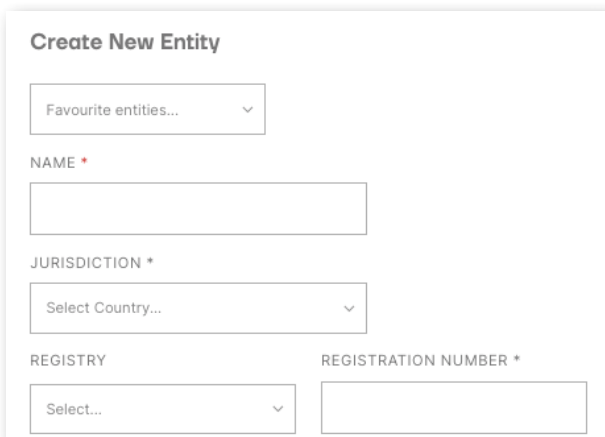 Create New Entity
Favourite entities...
NAME *
JURISDICTION *
Select Country...
REGISTRY
REGISTRATION NUMBER *
Select...